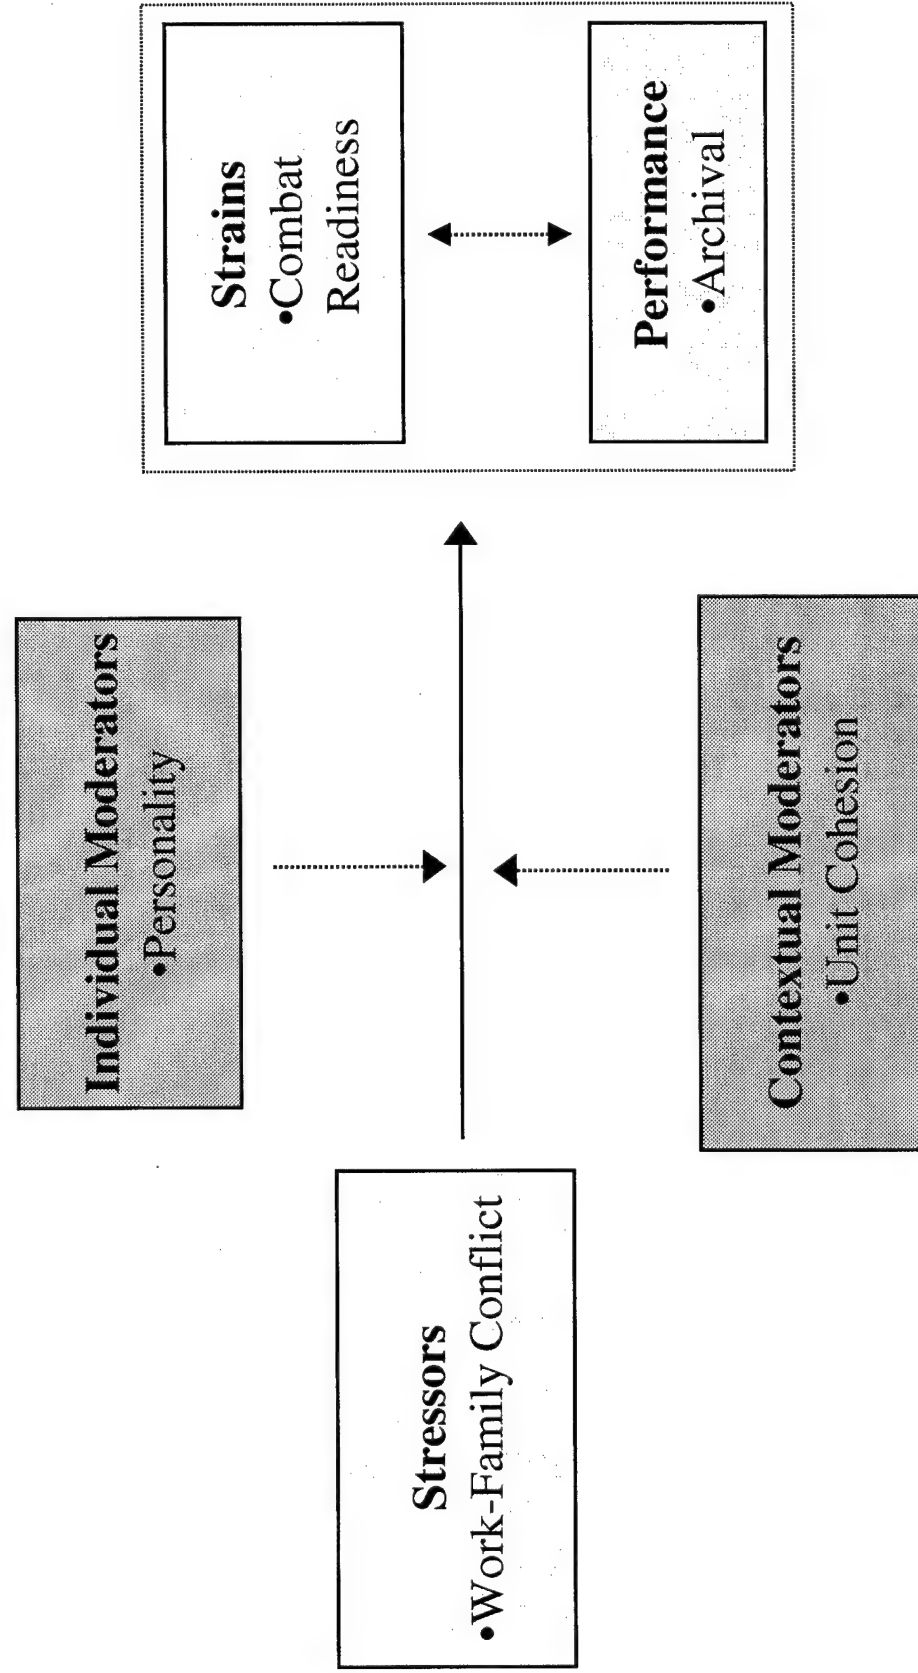 Individual Moderators
•Personality
Stressors
•Work-Family Conflict
Strains
•Combat
Readiness
Performance
•Archival
Contextual Moderators
•Unit Cohesion